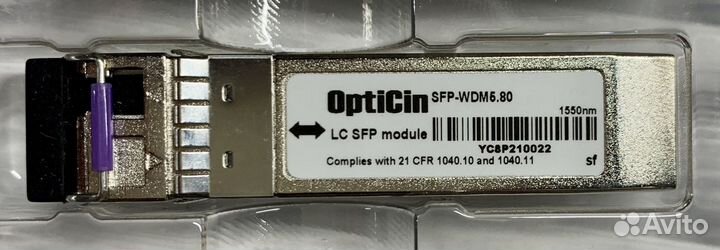 OptiCin SFP-WDM5.80
1550nm
LC SFP module
YC8P210022
Complies with 21 CFR 1040.10 and 1040.11
sf
Avito